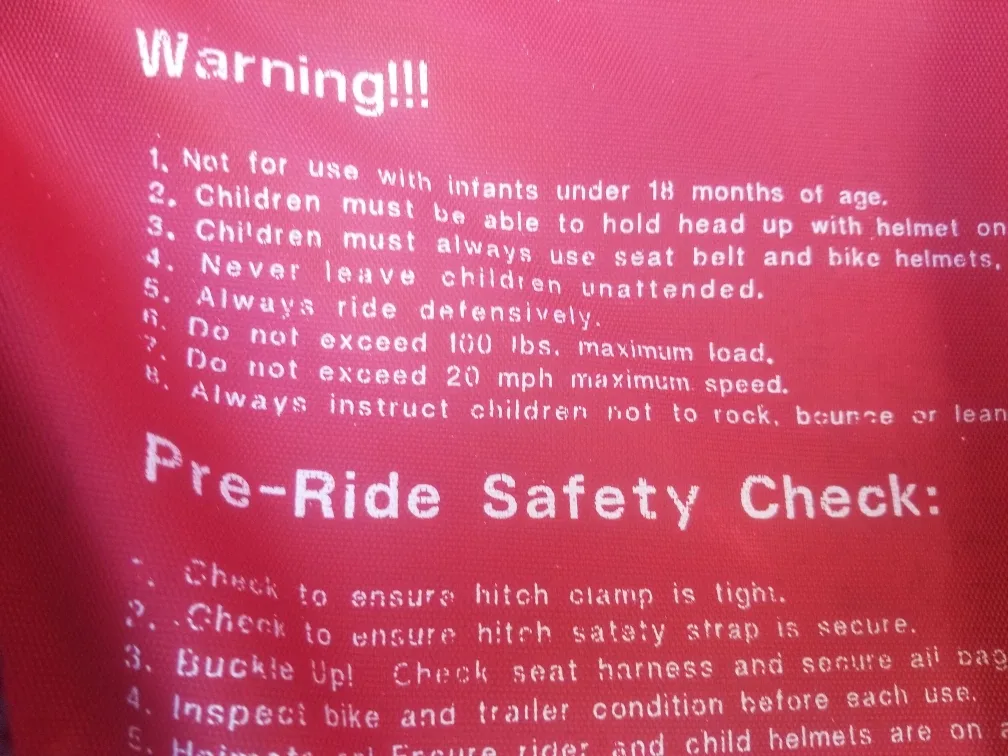 Warning!!!
1. Not for use with infants under 18 months of age.
2. Children must be able to hold head up with helmet on
3. Children must always use seat belt and bike helmets.
4. Never leave children unattended.
5. Always ride defensively.
6. Do not exceed 100 lbs. maximum load.
7. Do not exceed 20 mph maximum speed.
8. Always instruct children not to rock, bounce or lean
Pre-Ride Safety Check:
1. Check to ensure hitch clamp is tight.
2. Check to ensure hitch safety strap is secure.
3. Buckle Up! Check seat harness and secure all
4. Inspect bike and trailer condition before each use.
5. Helmets on! Ensure rider and child helmets are on